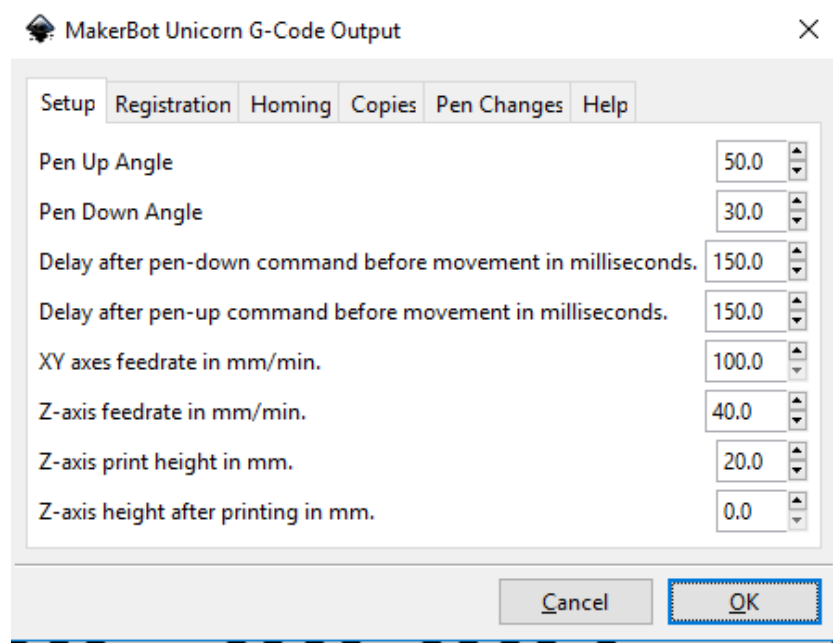 MakerBot Unicorn G-Code Output
Setup Registration Homing Copies Pen Changes Help
Pen Up Angle 50.0
Pen Down Angle 30.0
Delay after pen-down command before movement in milliseconds. 150.0
Delay after pen-up command before movement in milliseconds. 150.0
XY axes feedrate in mm/min. 100.0
Z-axis feedrate in mm/min. 40.0
Z-axis print height in mm. 20.0
Z-axis height after printing in mm. 0.0
Cancel OK